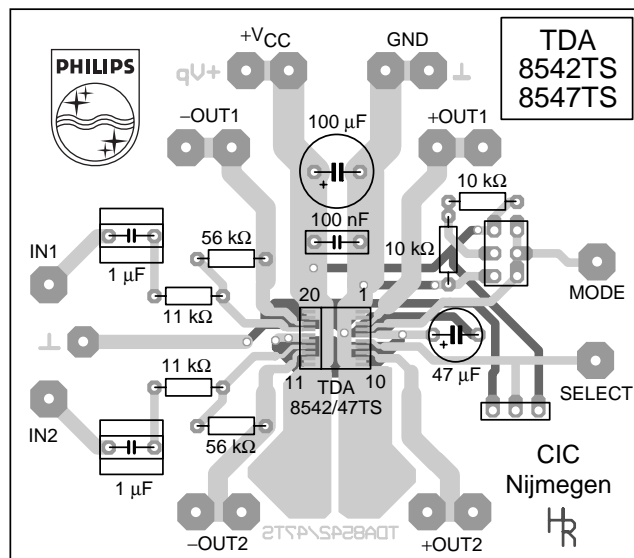 +VCC
GND
TDA
8542TS
8547TS
PHILIPS
+Vp
⊥
−OUT1
100 µF
+OUT1
+
10 kΩ
100 nF
56 kΩ
10 kΩ
IN1
1 µF
MODE
11 kΩ
20
1
⊥
+
11 kΩ
47 µF
11
10
SELECT
TDA
8542/47TS
IN2
56 kΩ
1 µF
CIC
Nijmegen
HR
TDA8542/47TS
−OUT2
+OUT2